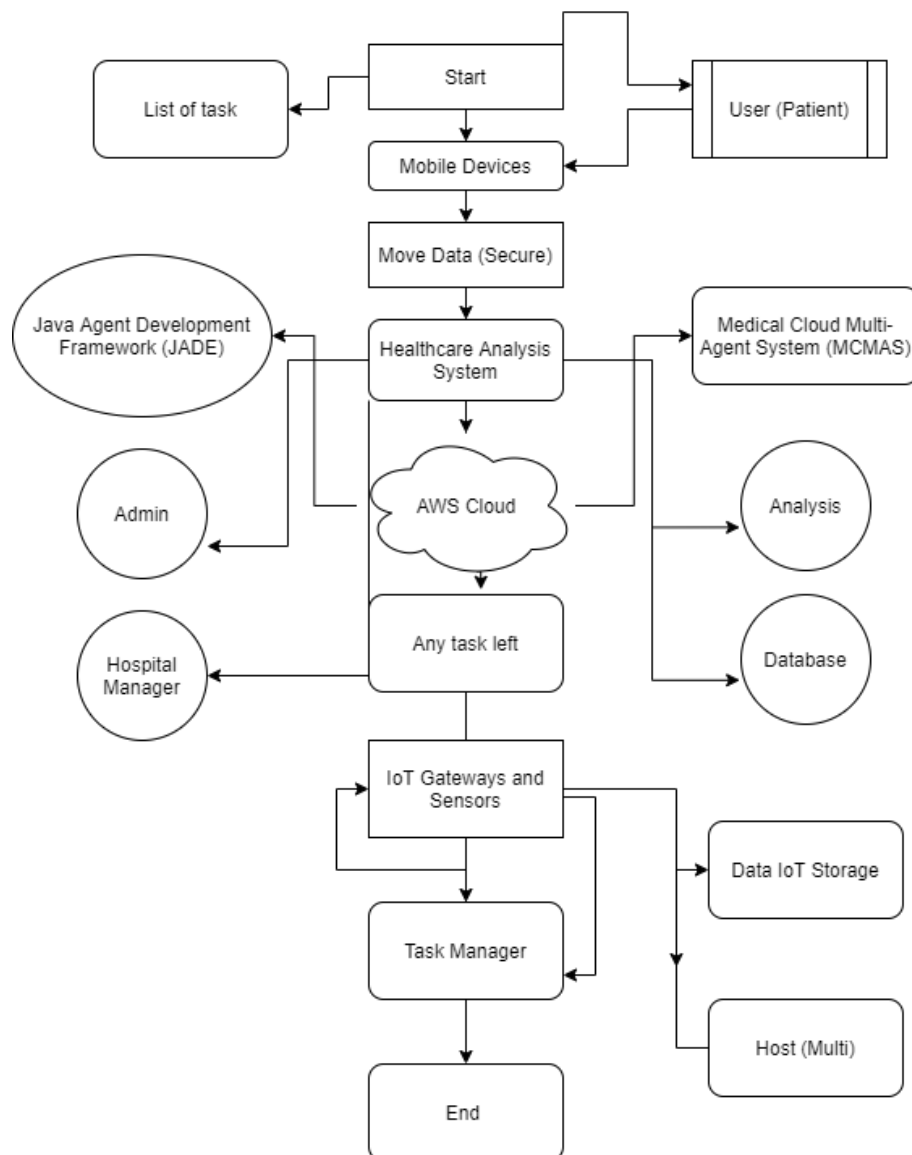 Start
List of task
User (Patient)
Mobile Devices
Move Data (Secure)
Java Agent Development
Framework (JADE)
Healthcare Analysis
System
Medical Cloud Multi-
Agent System (MCMAS)
Admin
AWS Cloud
Analysis
Any task left
Hospital
Manager
Database
IoT Gateways and
Sensors
Data IoT Storage
Task Manager
Host (Multi)
End